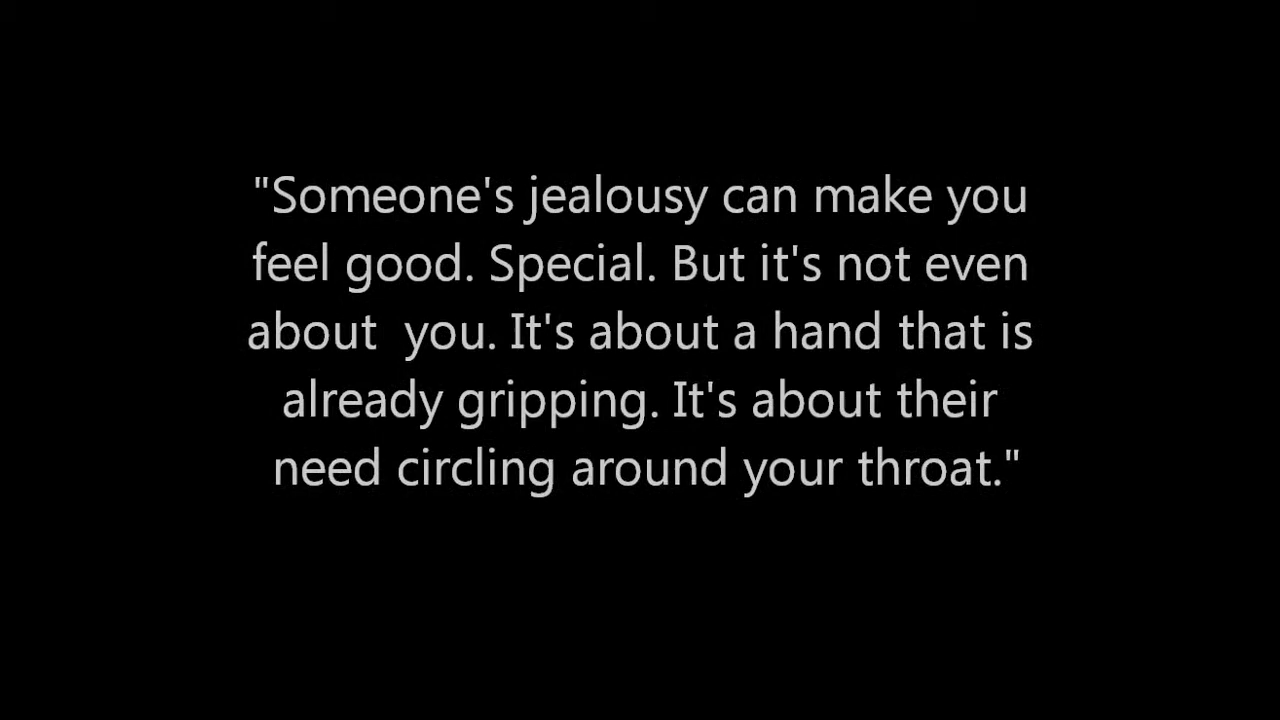 "Someone's jealousy can make you
feel good. Special. But it's not even
about  you. It's about a hand that is
already gripping. It's about their
need circling around your throat."